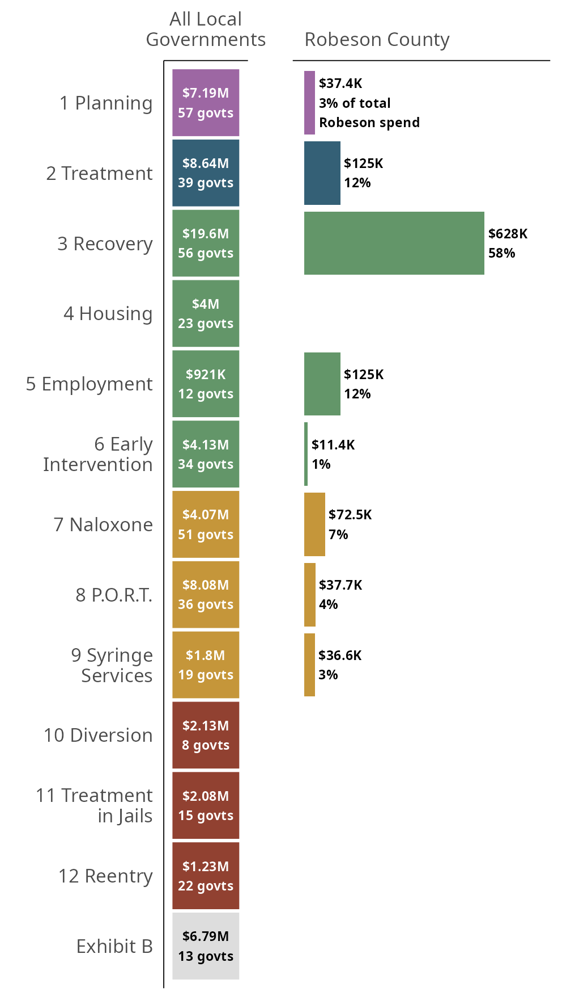 All Local
Governments
Robeson County
1 Planning
$7.19M
57 govts
$37.4K
3% of total
Robeson spend
2 Treatment
$8.64M
39 govts
$125K
12%
3 Recovery
$19.6M
56 govts
$628K
58%
4 Housing
$4M
23 govts
5 Employment
$921K
12 govts
$125K
12%
6 Early
Intervention
$4.13M
34 govts
$11.4K
1%
7 Naloxone
$4.07M
51 govts
$72.5K
7%
8 P.O.R.T.
$8.08M
36 govts
$37.7K
4%
9 Syringe
Services
$1.8M
19 govts
$36.6K
3%
10 Diversion
$2.13M
8 govts
11 Treatment
in Jails
$2.08M
15 govts
12 Reentry
$1.23M
22 govts
Exhibit B
$6.79M
13 govts